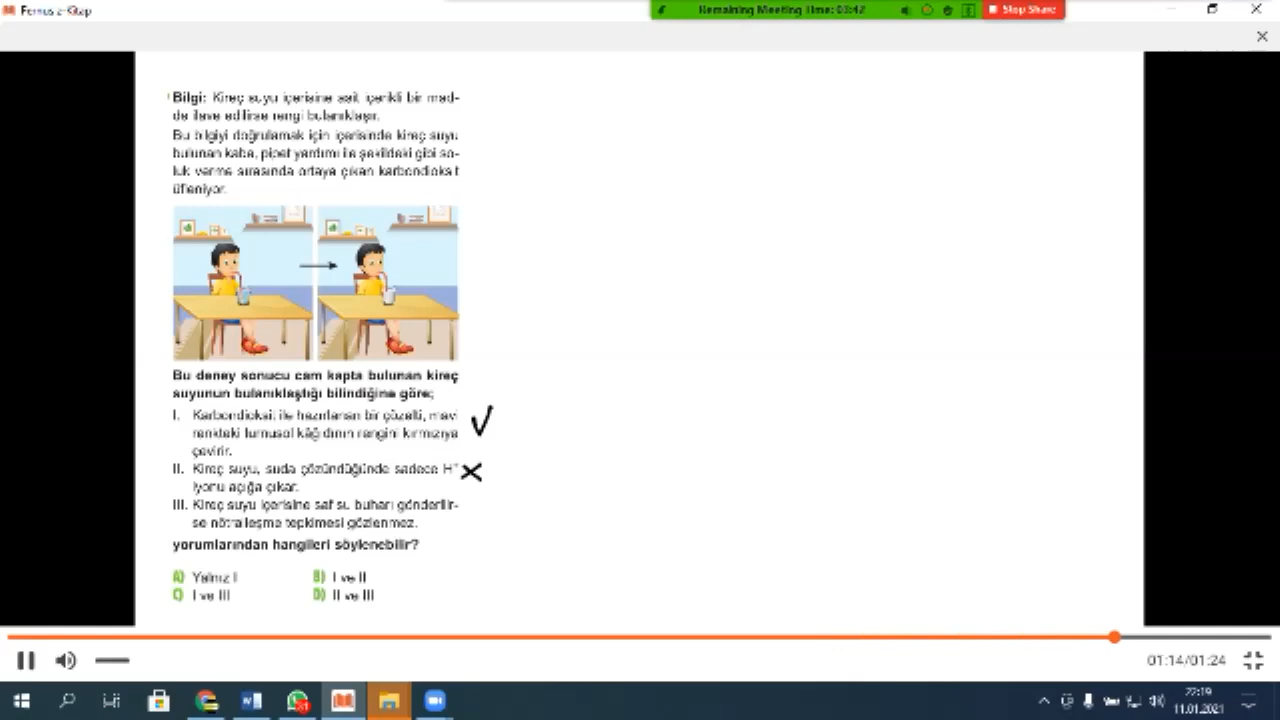 Fernus z-Kitap
Remaining Meeting Time: 03:42
Stop Share
Bilgi: Kireç suyu içerisine asit içerikli bir mad-
de ilave edilirse rengi bulanıklaşır.
Bu bilgiyi doğrulamak için içerisinde kireç suyu
bulunan kaba, pipet yardımı ile şekildeki gibi so-
luk verme sırasında ortaya çıkan karbondioksit
üfleniyor.
Bu deney sonucu cam kapta bulunan kireç
suyunun bulanıklaştığı bilindiğine göre;
I. Karbondioksit ile hazırlanan bir çözelti, mavi
renkteki turnusol kâğıdının rengini kırmızıya
çevirir.
II. Kireç suyu, suda çözündüğünde sadece H⁺
iyonu açığa çıkar.
III. Kireç suyu içerisine saf su buharı gönderilir-
se nötralleşme tepkimesi gözlenmez.
yorumlarından hangileri söylenebilir?
A) Yalnız I B) I ve II
C) I ve III D) II ve III
01:14/01:24
22:19
11.01.2021